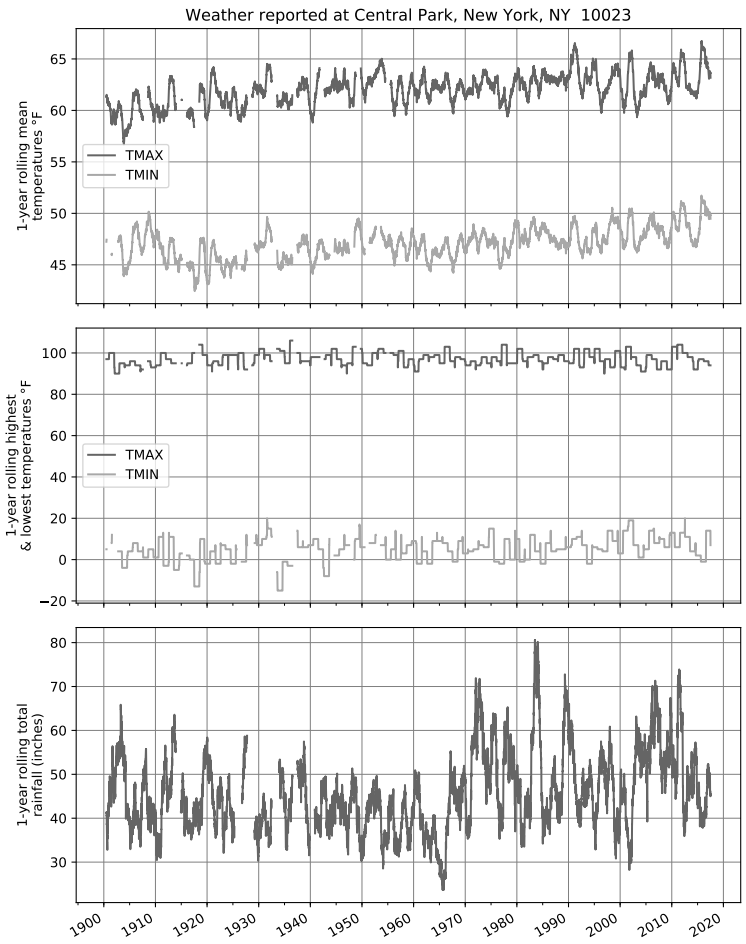 Weather reported at Central Park, New York, NY 10023
1-year rolling mean
temperatures °F
65
60
55
50
45
TMAX
TMIN
1-year rolling highest
& lowest temperatures °F
100
80
60
40
20
0
−20
TMAX
TMIN
1-year rolling total
rainfall (inches)
80
70
60
50
40
30
1900 1910 1920 1930 1940 1950 1960 1970 1980 1990 2000 2010 2020